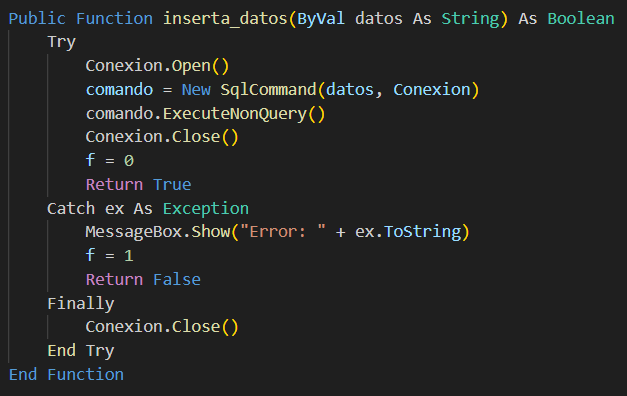 Public Function inserta_datos(ByVal datos As String) As Boolean
Try
Conexion.Open()
comando = New SqlCommand(datos, Conexion)
comando.ExecuteNonQuery()
Conexion.Close()
f = 0
Return True
Catch ex As Exception
MessageBox.Show("Error: " + ex.ToString)
f = 1
Return False
Finally
Conexion.Close()
End Try
End Function